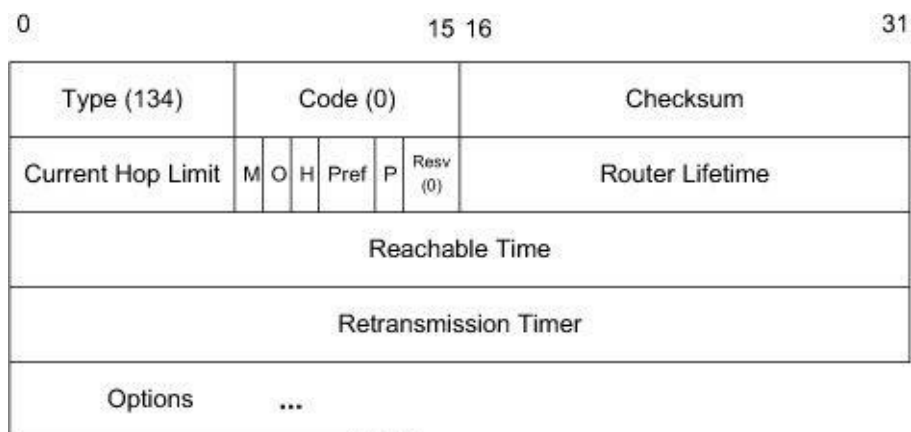 0 15 16 31
Type (134) Code (0) Checksum
Current Hop Limit M O H Pref P Resv (0) Router Lifetime
Reachable Time
Retransmission Timer
Options ...